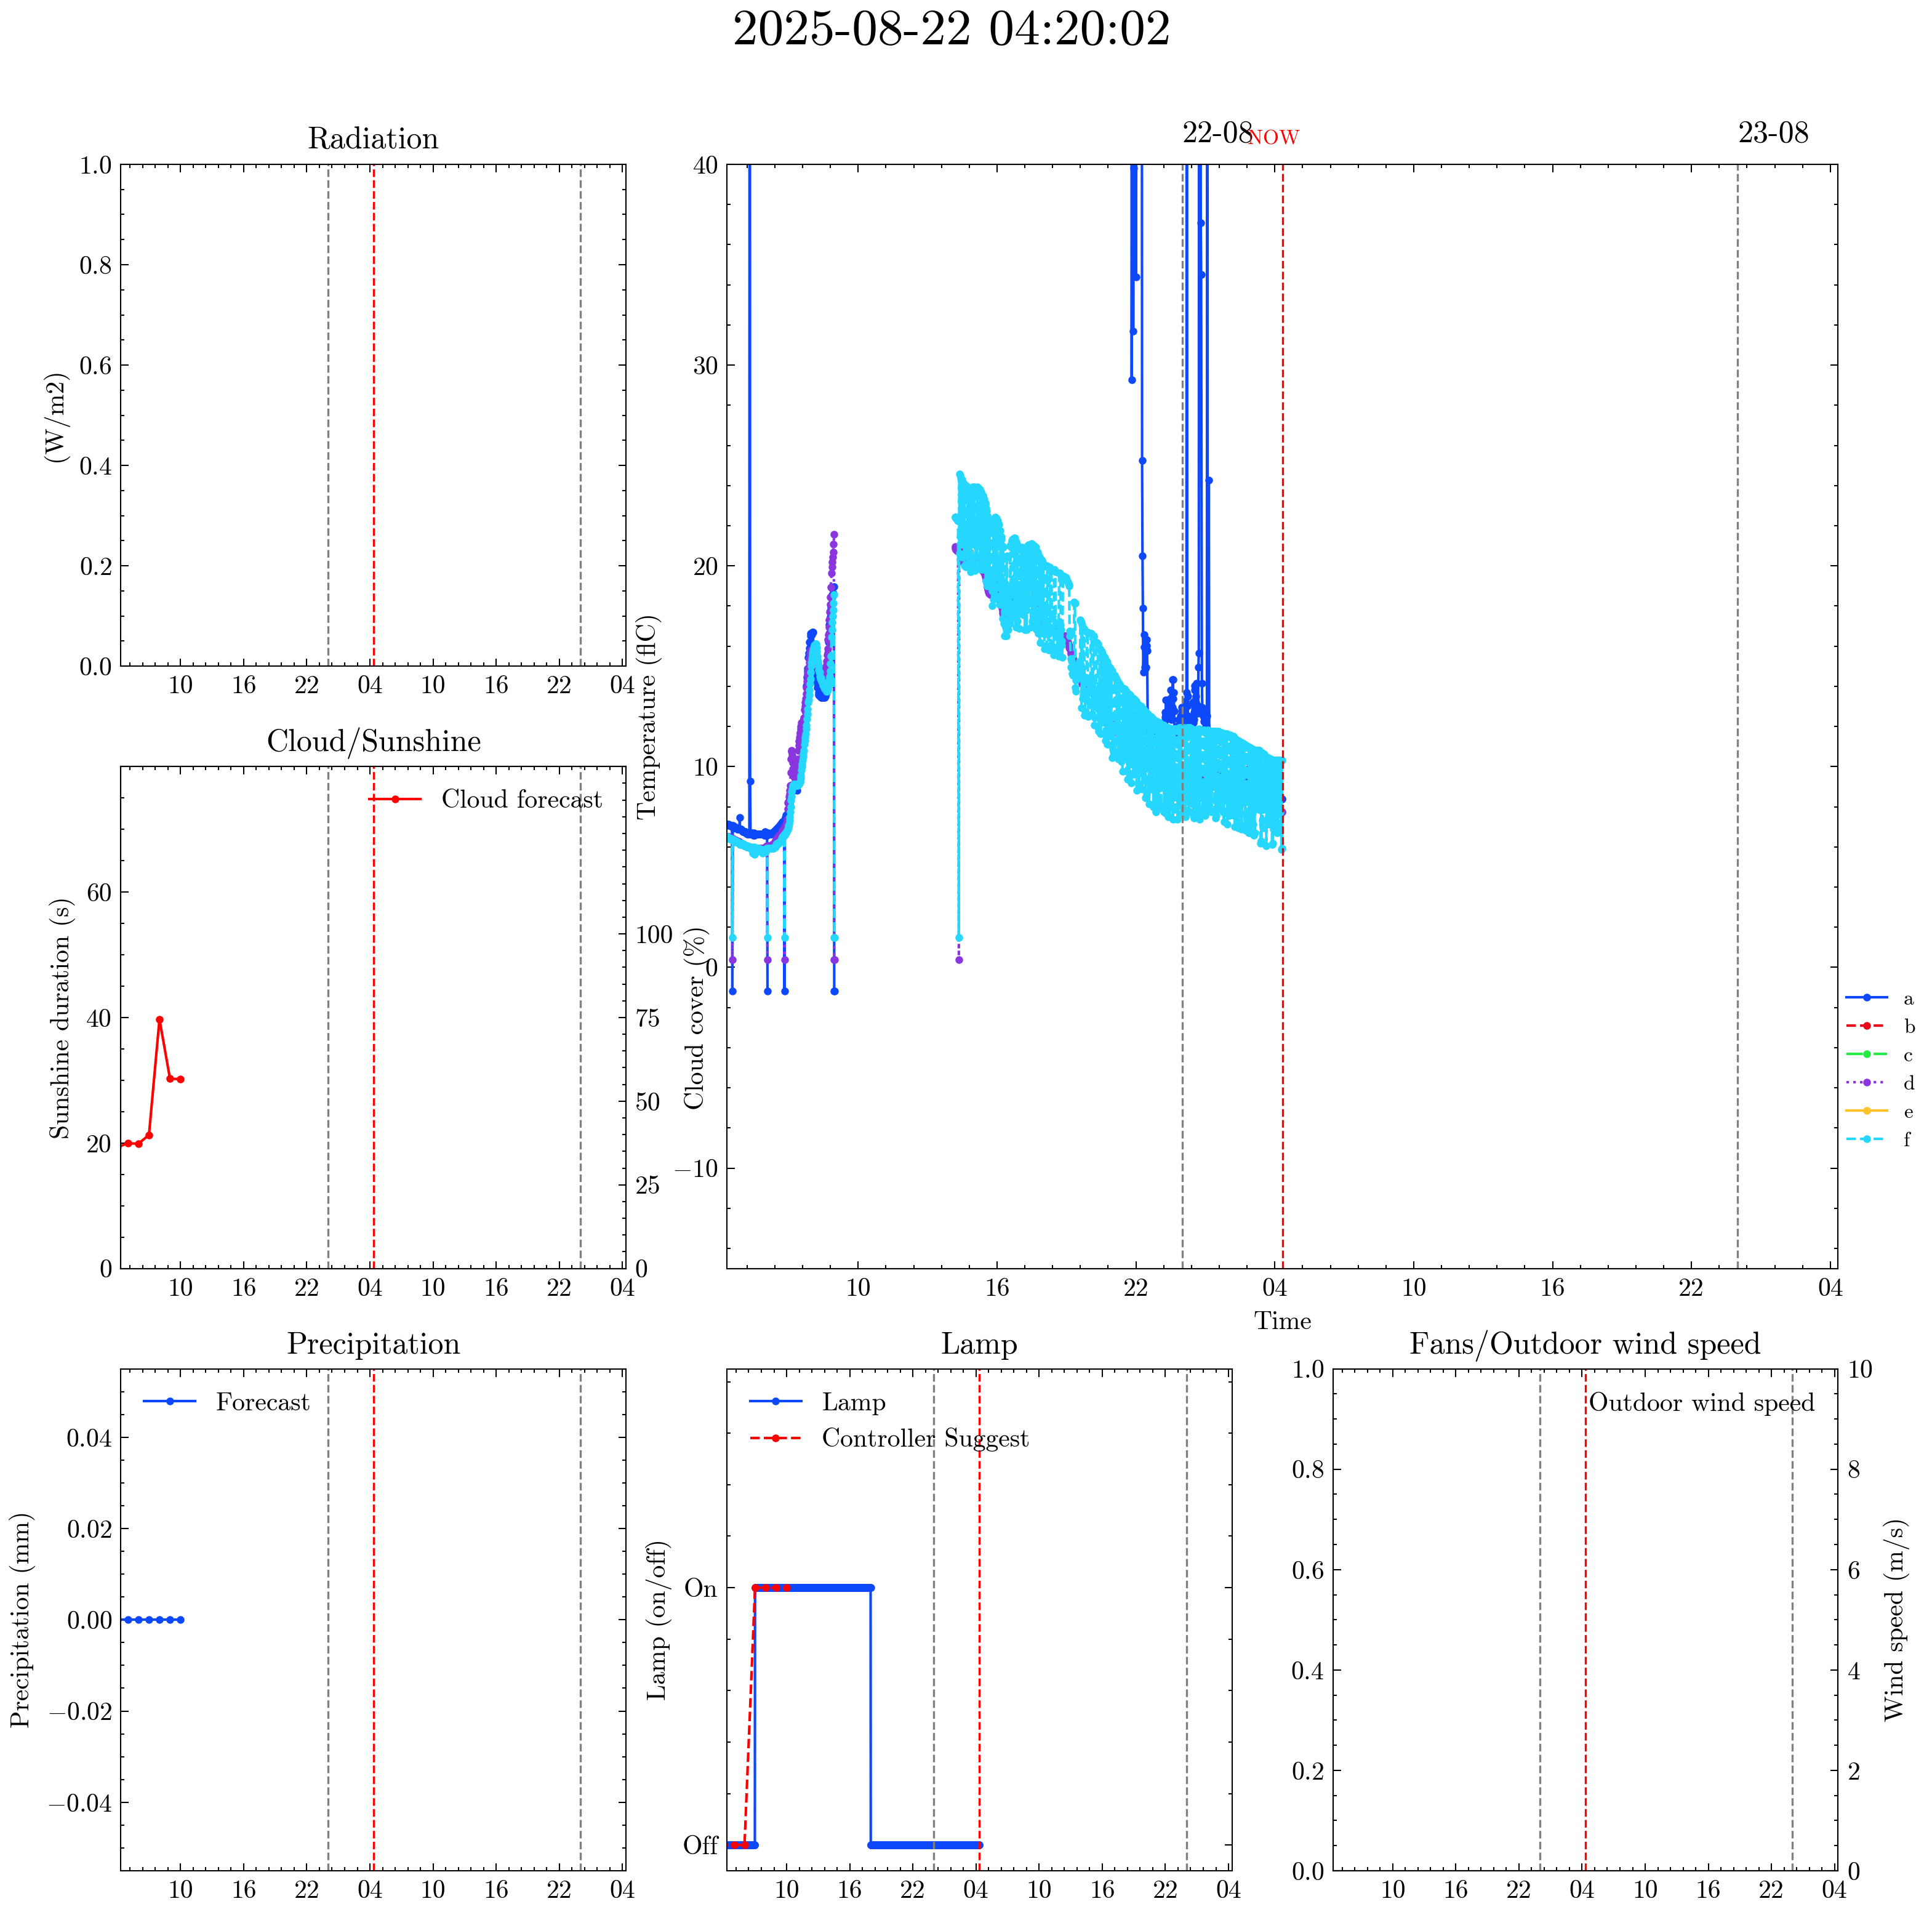 2025-08-22 04:20:02
Radiation
(W/m2)
1.0
0.8
0.6
0.4
0.2
0.0
10 16 22 04 10 16 22 04
22-08 NOW 23-08
Temperature (flC)
40
30
20
10
0
−10
10 16 22 04 10 16 22 04
Time
a
b
c
d
e
f
Cloud/Sunshine
Cloud forecast
Sunshine duration (s)
60
40
20
0
Cloud cover (%)
100
75
50
25
0
10 16 22 04 10 16 22 04
Precipitation
Forecast
Precipitation (mm)
0.04
0.02
0.00
−0.02
−0.04
10 16 22 04 10 16 22 04
Lamp
Lamp
Controller Suggest
Lamp (on/off)
On
Off
10 16 22 04 10 16 22 04
Fans/Outdoor wind speed
Outdoor wind speed
1.0
0.8
0.6
0.4
0.2
0.0
10
8
6
4
2
0
Wind speed (m/s)
10 16 22 04 10 16 22 04